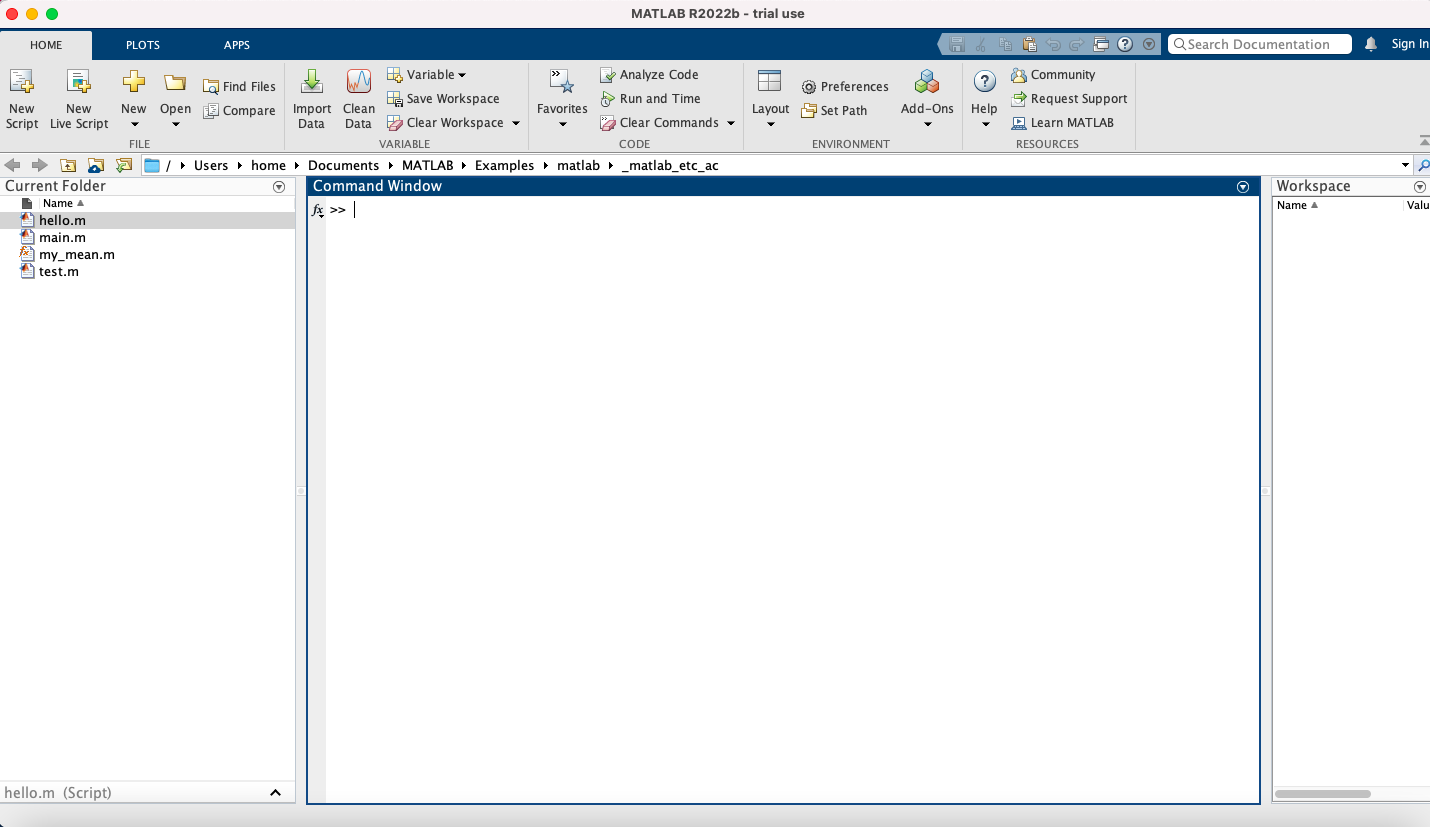 MATLAB R2022b - trial use
HOME PLOTS APPS
Search Documentation Sign In
New Script
New Live Script
New
Open
Find Files
Compare
FILE
Import Data
Clean Data
Variable
Save Workspace
Clear Workspace
VARIABLE
Favorites
Analyze Code
Run and Time
Clear Commands
CODE
Layout
Preferences
Set Path
Add-Ons
ENVIRONMENT
Help
Community
Request Support
Learn MATLAB
RESOURCES
/ Users home Documents MATLAB Examples matlab _matlab_etc_ac
Current Folder
Name
hello.m
main.m
my_mean.m
test.m
hello.m (Script)
Command Window
fx >>
Workspace
Name Valu